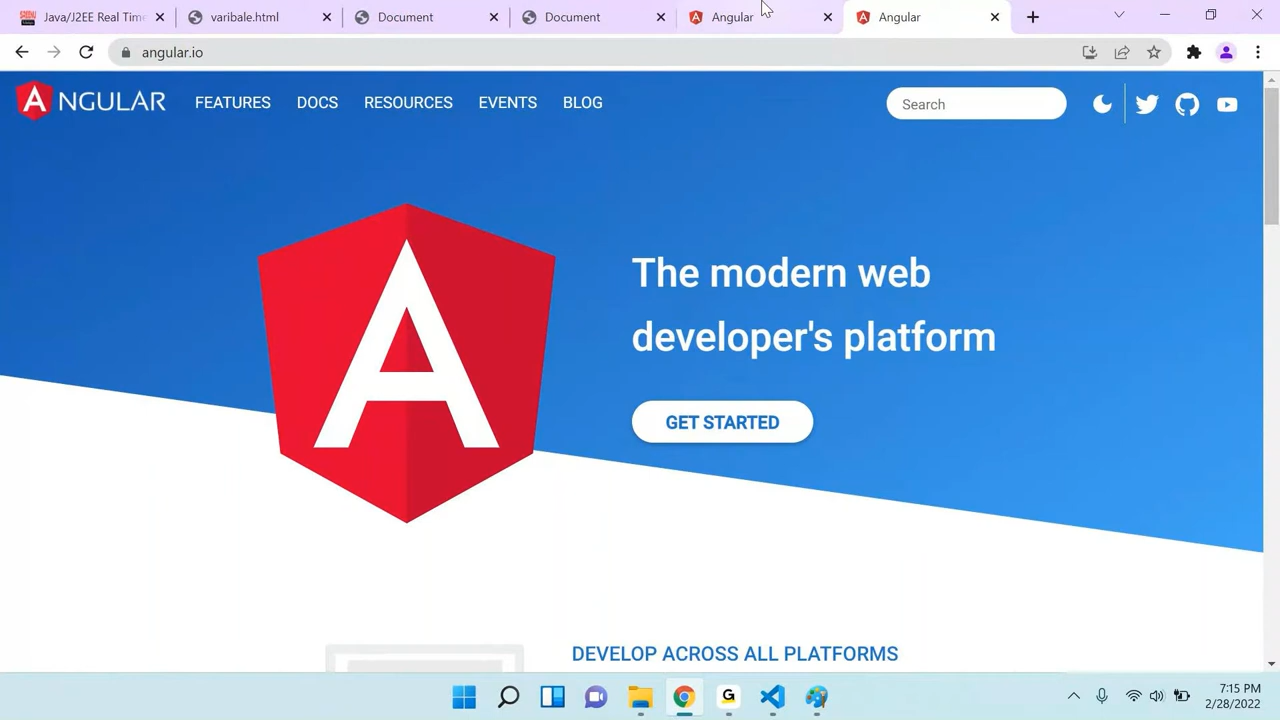 Java/J2EE Real Time
varibale.html
Document
Document
Angular
Angular
angular.io
ANGULAR
FEATURES
DOCS
RESOURCES
EVENTS
BLOG
Search
The modern web
developer's platform
GET STARTED
DEVELOP ACROSS ALL PLATFORMS
G
7:15 PM
2/28/2022